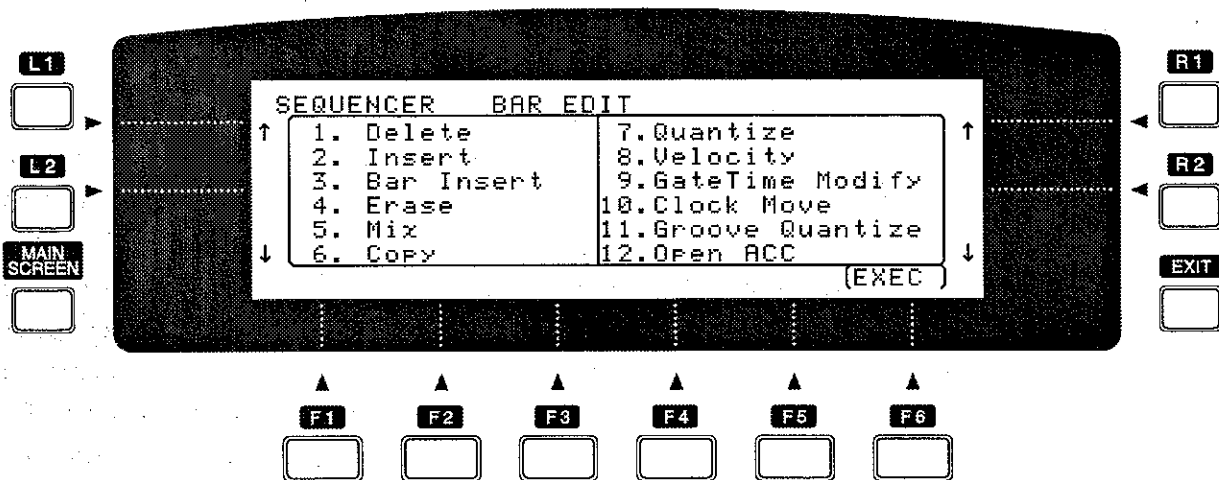 L1
R1
SEQUENCER BAR EDIT
↑ 1. Delete 7.Quantize ↑
2. Insert 8.Velocity
L2
R2
3. Bar Insert 9.GateTime Modify
4. Erase 10.Clock Move
5. Mix 11.Groove Quantize
↓ 6. Copy 12.Open ACC ↓
MAIN
SCREEN
EXIT
EXEC
F1 F2 F3 F4 F5 F6